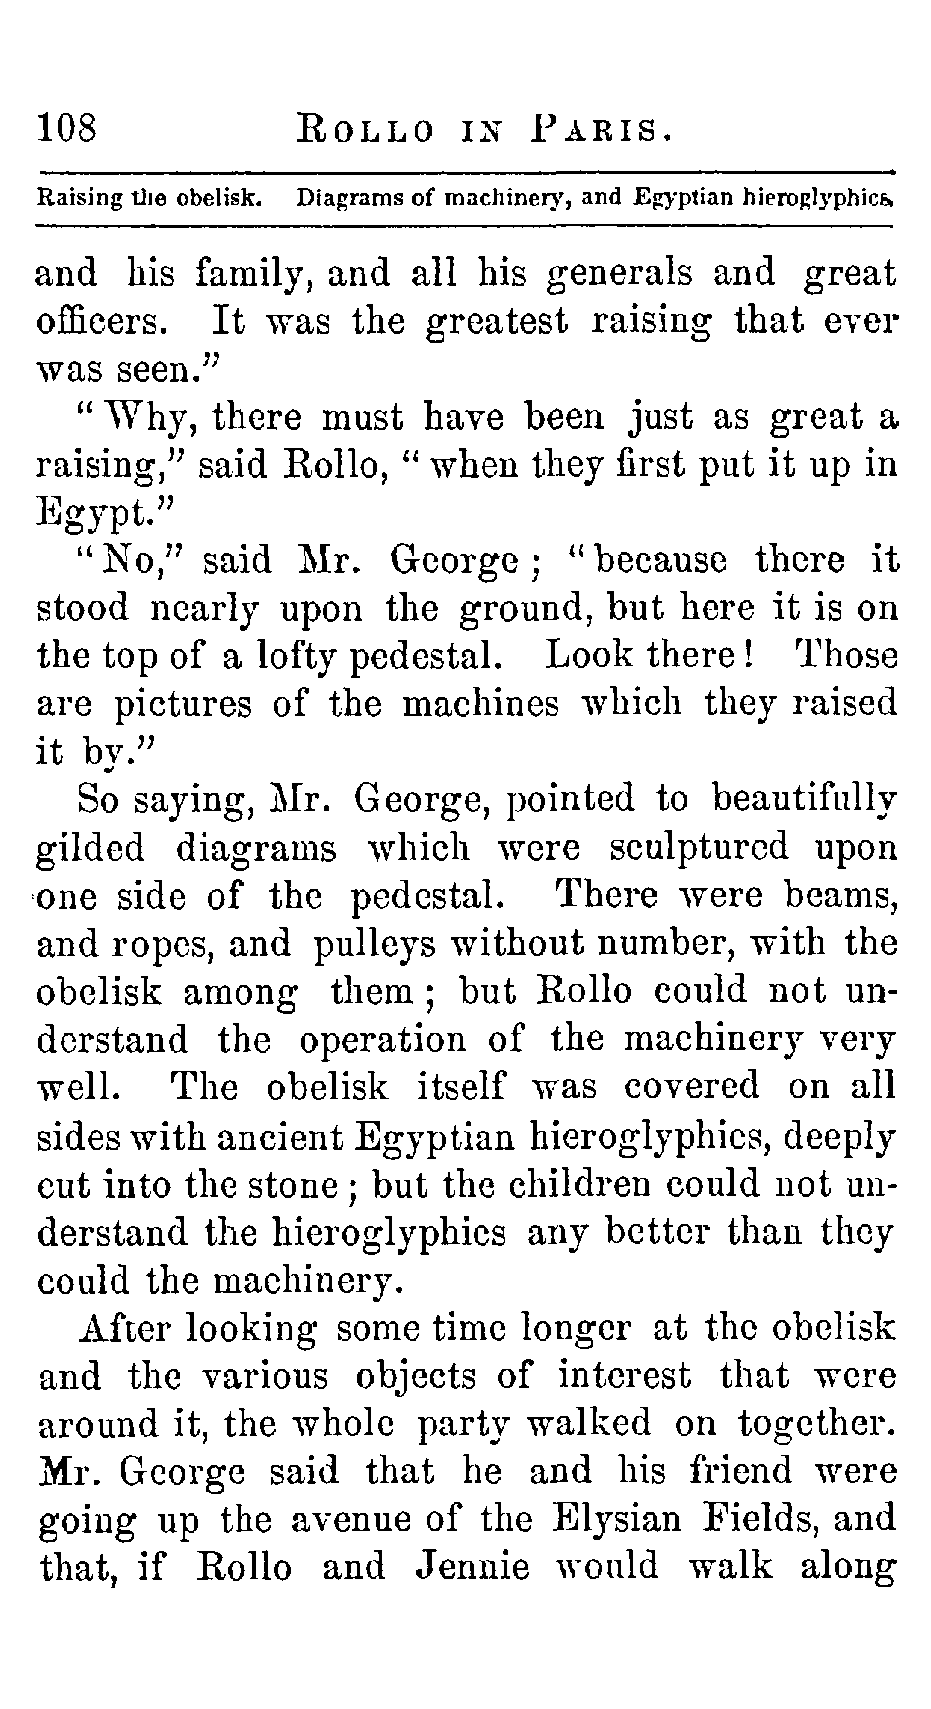 108 ROLLO IN PARIS.
Raising the obelisk. Diagrams of machinery, and Egyptian hieroglyphics.
and his family, and all his generals and great
officers. It was the greatest raising that ever
was seen.”
“Why, there must have been just as great a
raising,” said Rollo, “when they first put it up in
Egypt.”
“No,” said Mr. George; “because there it
stood nearly upon the ground, but here it is on
the top of a lofty pedestal. Look there! Those
are pictures of the machines which they raised
it by.”
So saying, Mr. George, pointed to beautifully
gilded diagrams which were sculptured upon
one side of the pedestal. There were beams,
and ropes, and pulleys without number, with the
obelisk among them; but Rollo could not un-
derstand the operation of the machinery very
well. The obelisk itself was covered on all
sides with ancient Egyptian hieroglyphics, deeply
cut into the stone; but the children could not un-
derstand the hieroglyphics any better than they
could the machinery.
After looking some time longer at the obelisk
and the various objects of interest that were
around it, the whole party walked on together.
Mr. George said that he and his friend were
going up the avenue of the Elysian Fields, and
that, if Rollo and Jennie would walk along